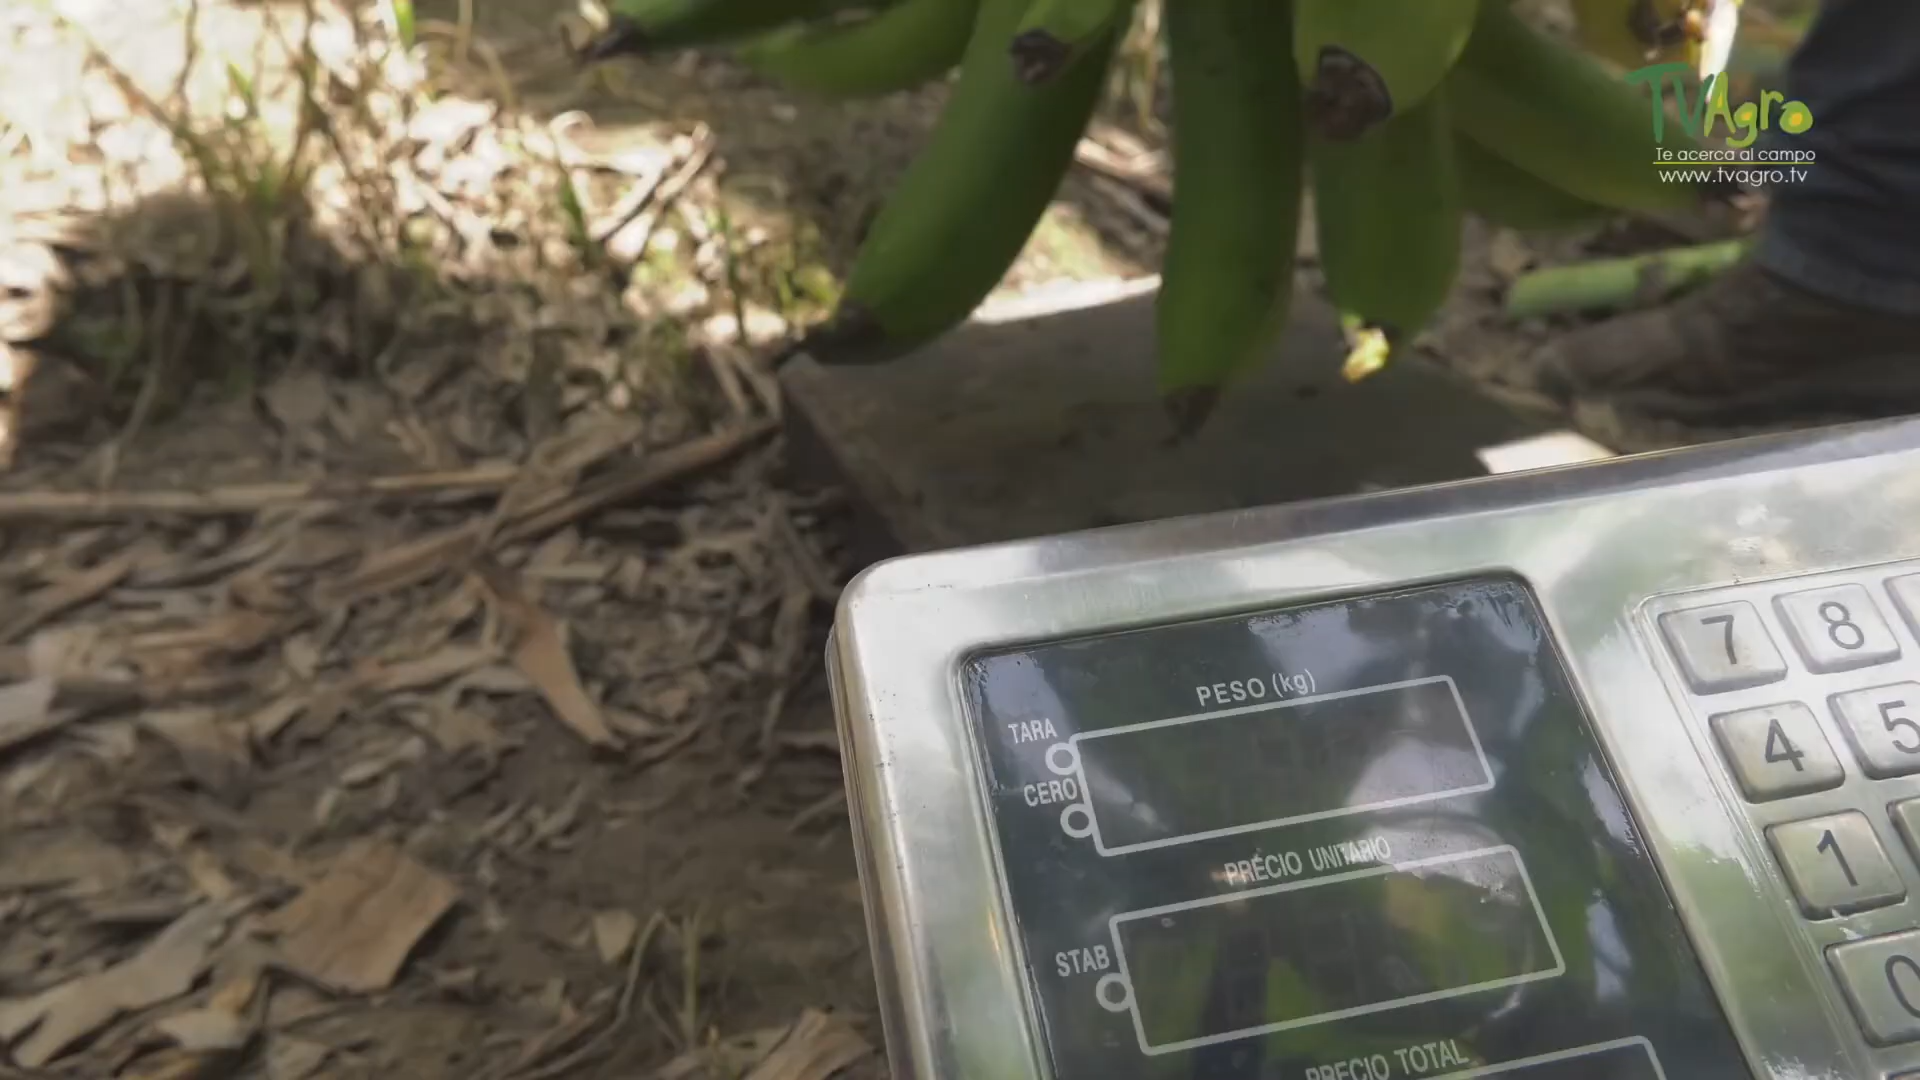 TVAgro
Te acerca al campo
www.tvagro.tv
PESO (kg)
TARA
CERO
PRECIO UNITARIO
STAB
PRECIO TOTAL
7 8
4 5
1
0